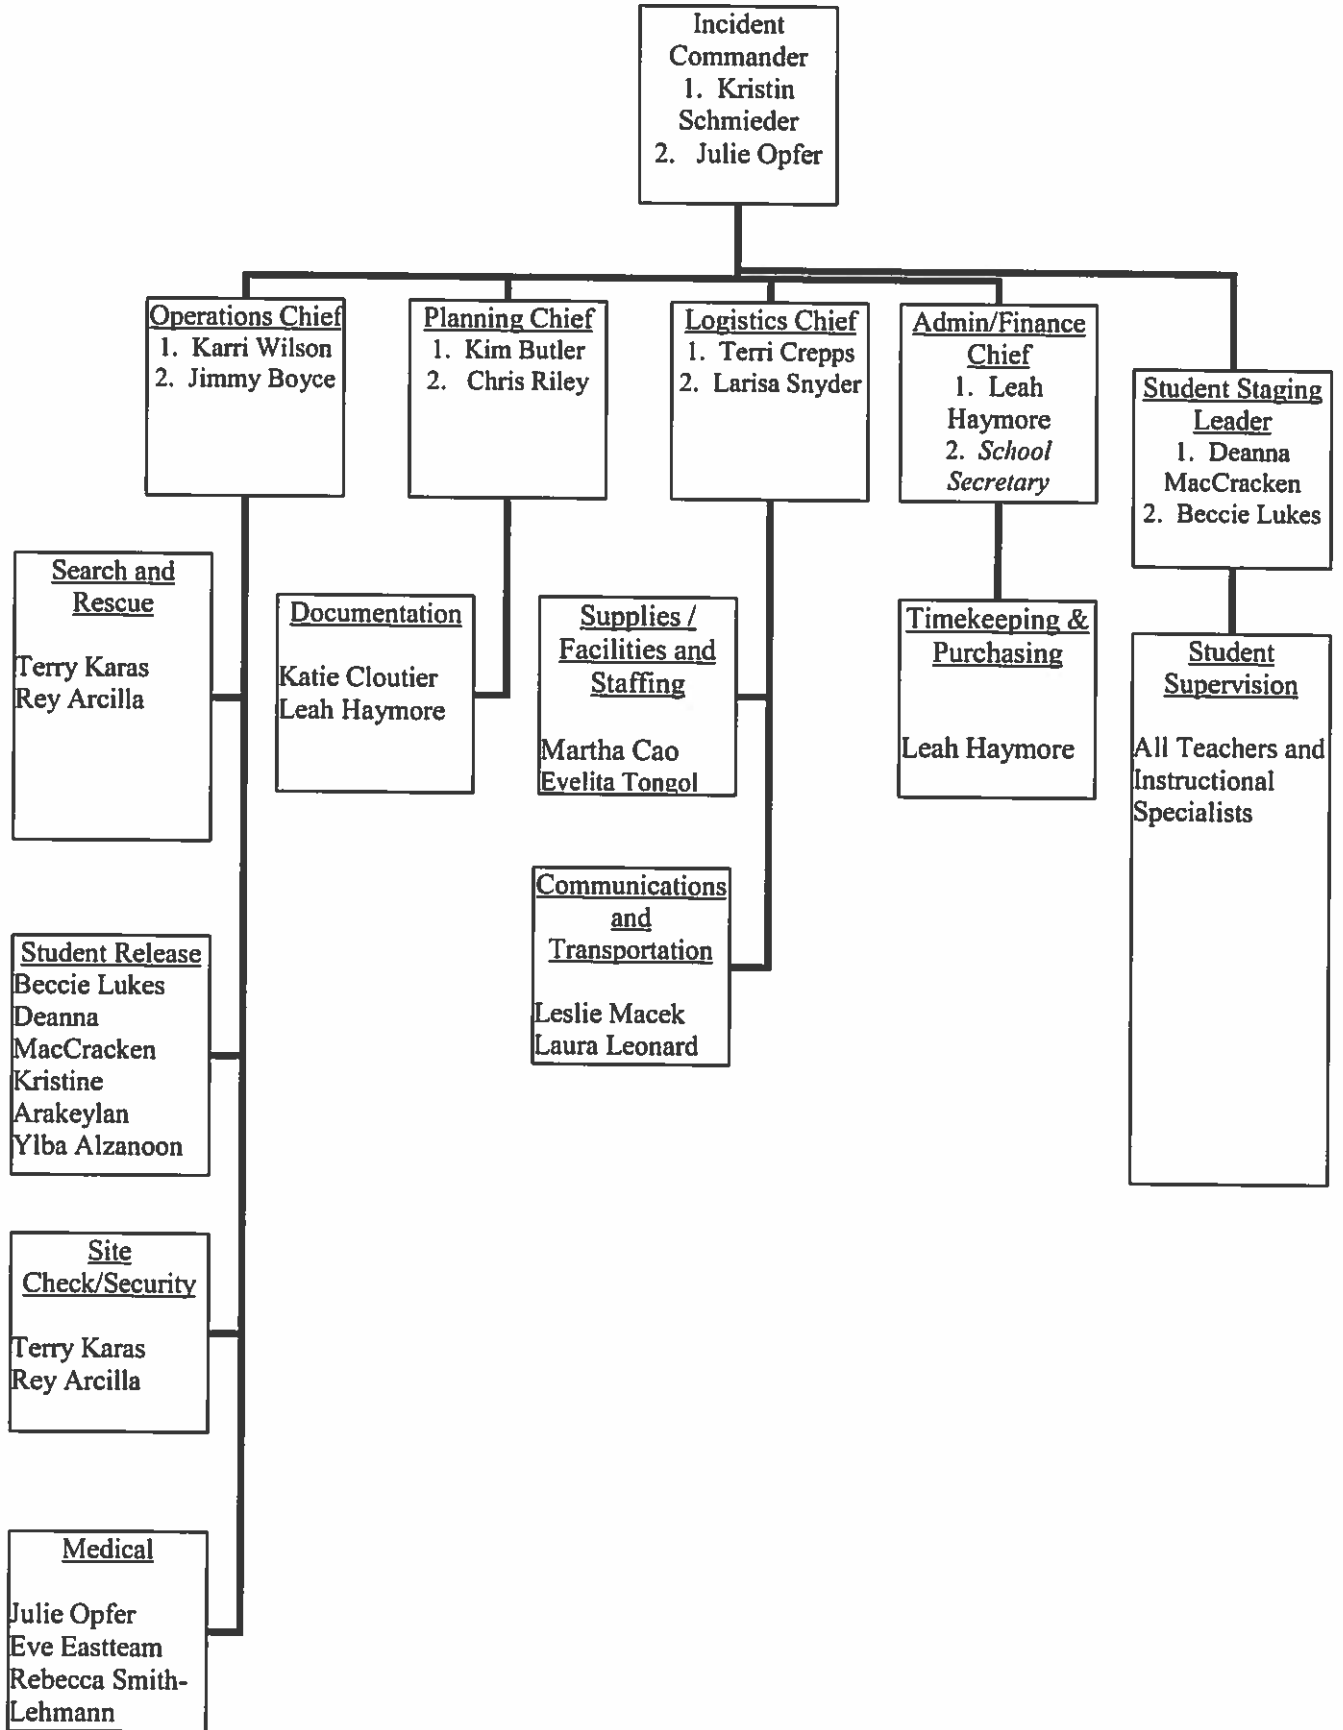 Incident
Commander
1. Kristin
Schmieder
2. Julie Opfer
Operations Chief
1. Karri Wilson
2. Jimmy Boyce
Planning Chief
1. Kim Butler
2. Chris Riley
Logistics Chief
1. Terri Crepps
2. Larisa Snyder
Admin/Finance
Chief
1. Leah
Haymore
2. School
Secretary
Student Staging
Leader
1. Deanna
MacCracken
2. Beccie Lukes
Search and
Rescue
Terry Karas
Rey Arcilla
Documentation
Katie Cloutier
Leah Haymore
Supplies /
Facilities and
Staffing
Martha Cao
Evelita Tongol
Timekeeping &
Purchasing
Leah Haymore
Student
Supervision
All Teachers and
Instructional
Specialists
Communications
and
Transportation
Leslie Macek
Laura Leonard
Student Release
Beccie Lukes
Deanna
MacCracken
Kristine
Arakeylan
Ylba Alzanoon
Site
Check/Security
Terry Karas
Rey Arcilla
Medical
Julie Opfer
Eve Eastteam
Rebecca Smith-
Lehmann